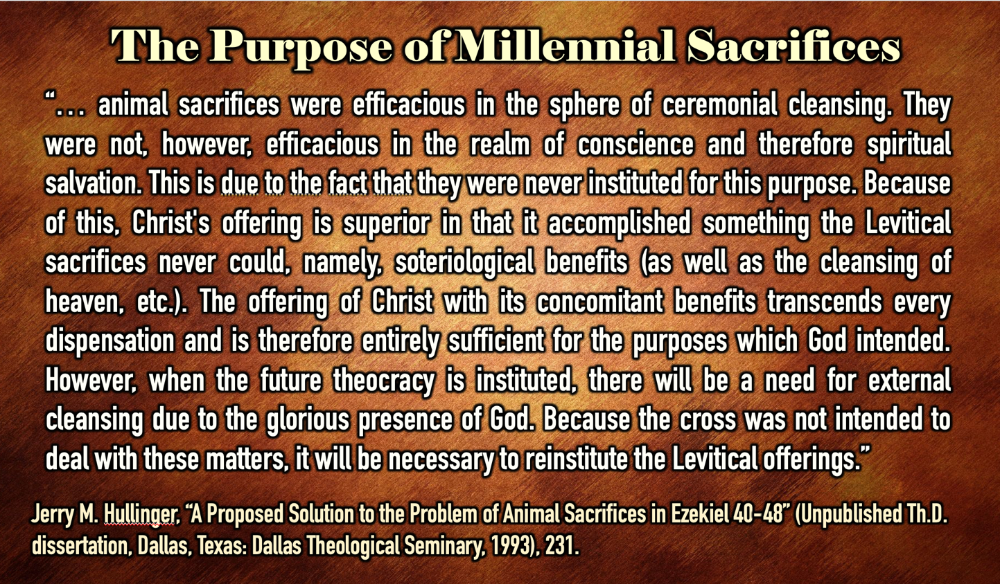 The Purpose of Millennial Sacrifices
“… animal sacrifices were efficacious in the sphere of ceremonial cleansing. They
were not, however, efficacious in the realm of conscience and therefore spiritual
salvation. This is due to the fact that they were never instituted for this purpose. Because
of this, Christ's offering is superior in that it accomplished something the Levitical
sacrifices never could, namely, soteriological benefits (as well as the cleansing of
heaven, etc.). The offering of Christ with its concomitant benefits transcends every
dispensation and is therefore entirely sufficient for the purposes which God intended.
However, when the future theocracy is instituted, there will be a need for external
cleansing due to the glorious presence of God. Because the cross was not intended to
deal with these matters, it will be necessary to reinstitute the Levitical offerings.”
Jerry M. Hullinger, “A Proposed Solution to the Problem of Animal Sacrifices in Ezekiel 40–48” (Unpublished Th.D.
dissertation, Dallas, Texas: Dallas Theological Seminary, 1993), 231.